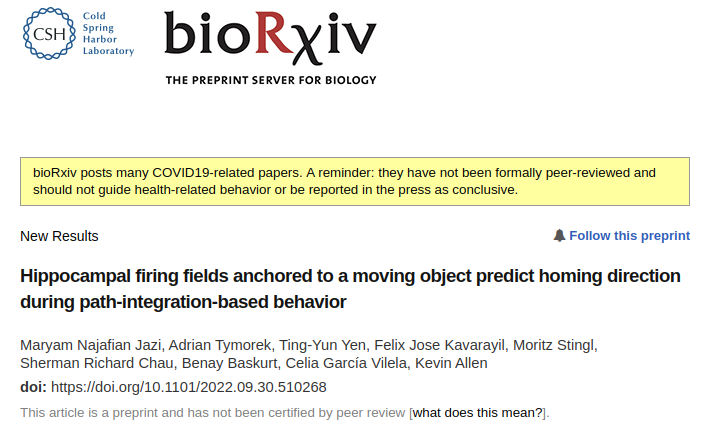 CSH
Cold
Spring
Harbor
Laboratory
bioRxiv
THE PREPRINT SERVER FOR BIOLOGY
bioRxiv posts many COVID19-related papers. A reminder: they have not been formally peer-reviewed and
should not guide health-related behavior or be reported in the press as conclusive.
New Results
Follow this preprint
Hippocampal firing fields anchored to a moving object predict homing direction
during path-integration-based behavior
Maryam Najafian Jazi, Adrian Tymorek, Ting-Yun Yen, Felix Jose Kavarayil, Moritz Stingl,
Sherman Richard Chau, Benay Baskurt, Celia García Vilela, Kevin Allen
doi: https://doi.org/10.1101/2022.09.30.510268
This article is a preprint and has not been certified by peer review [what does this mean?].